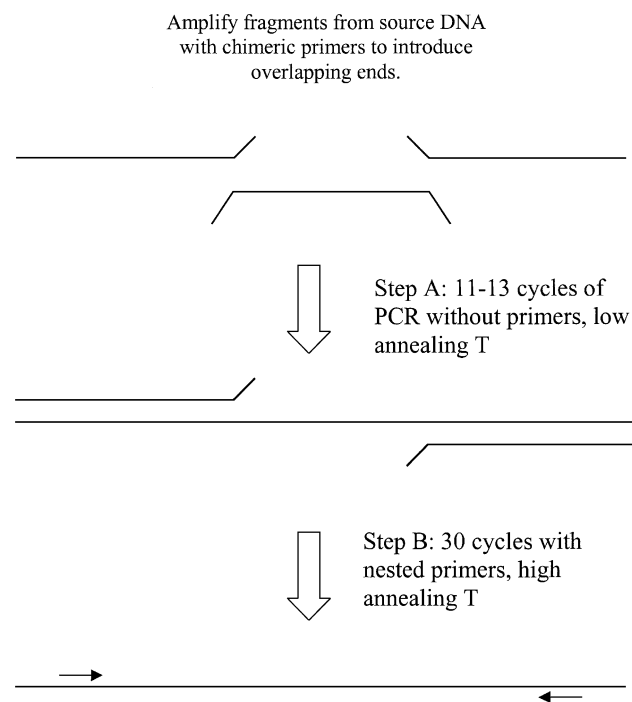 Amplify fragments from source DNA
with chimeric primers to introduce
overlapping ends.
Step A: 11-13 cycles of
PCR without primers, low
annealing T
Step B: 30 cycles with
nested primers, high
annealing T